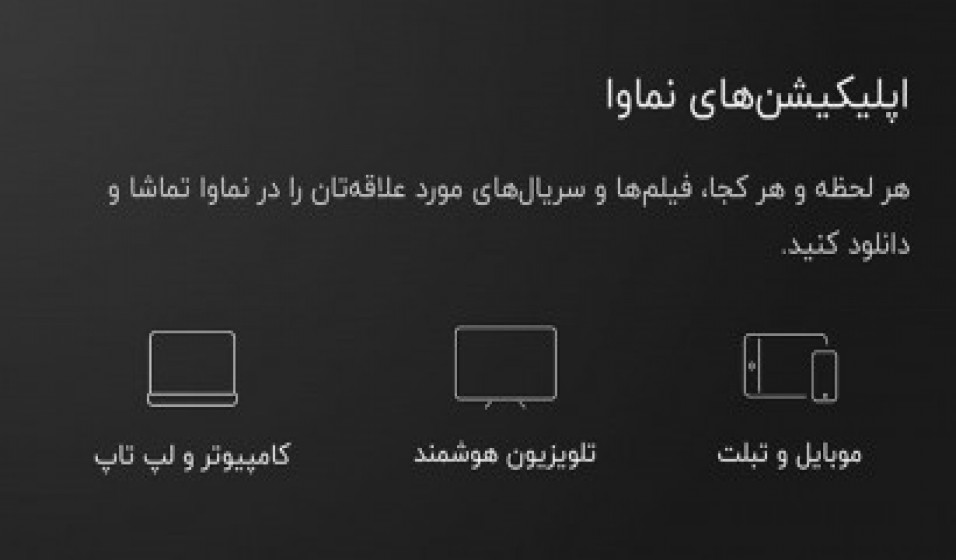 اپلیکیشن‌های نماوا
هر لحظه و هر کجا، فیلم‌ها و سریال‌های مورد علاقه‌تان را در نماوا تماشا و
دانلود کنید.
موبایل و تبلت
تلویزیون هوشمند
کامپیوتر و لپ تاپ